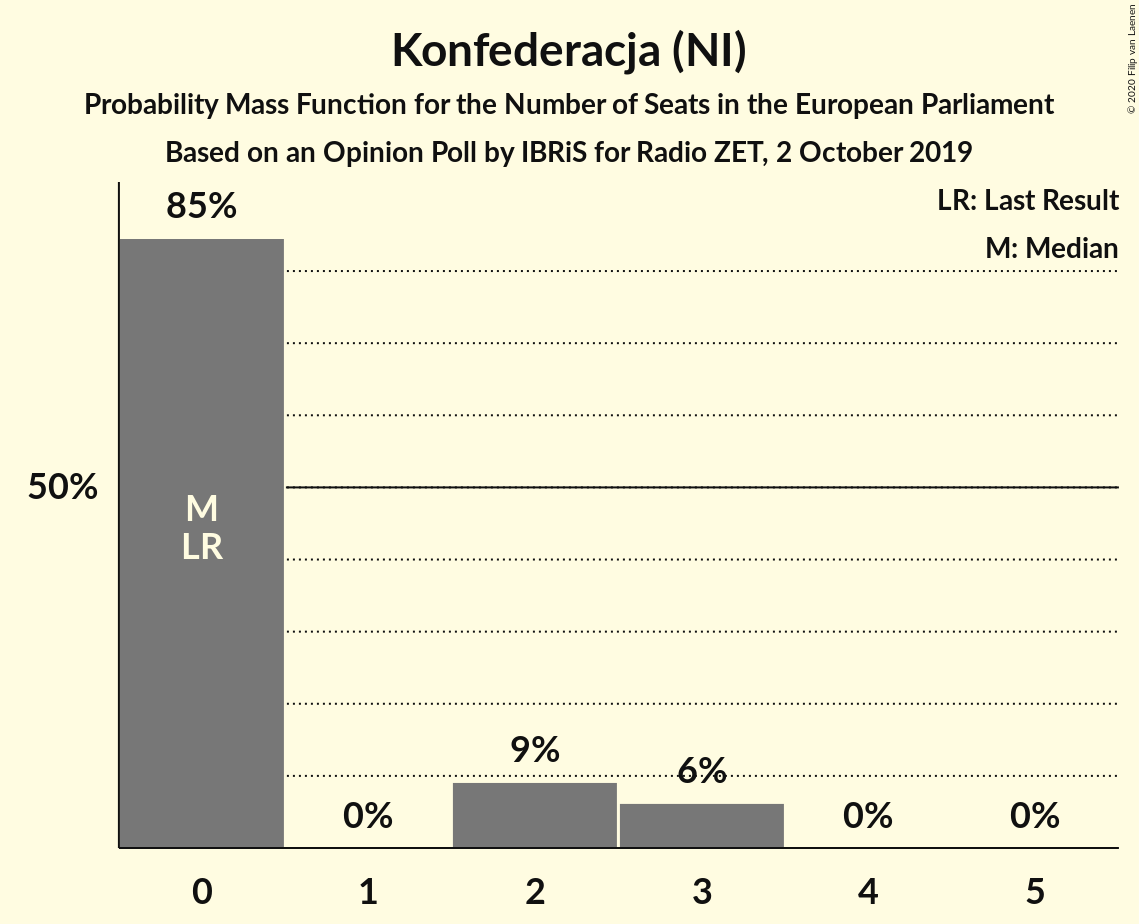 Konfederacja (NI)
Probability Mass Function for the Number of Seats in the European Parliament
Based on an Opinion Poll by IBRiS for Radio ZET, 2 October 2019
© 2020 Filip van Laenen
LR: Last Result
M: Median
85%
50%
M
LR
0%
9%
6%
0%
0%
0 1 2 3 4 5